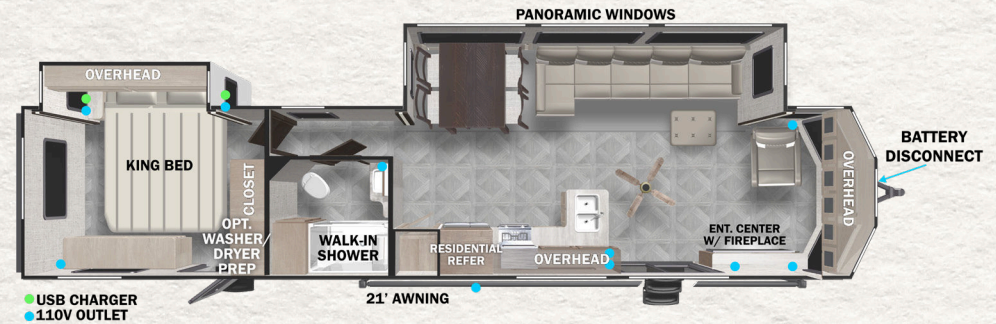 PANORAMIC WINDOWS
OVERHEAD
KING BED
CLOSET
OPT.
WASHER/
DRYER
PREP
WALK-IN
SHOWER
RESIDENTIAL
REFER
OVERHEAD
ENT. CENTER
W/ FIREPLACE
OVERHEAD
BATTERY
DISCONNECT
21' AWNING
USB CHARGER
110V OUTLET